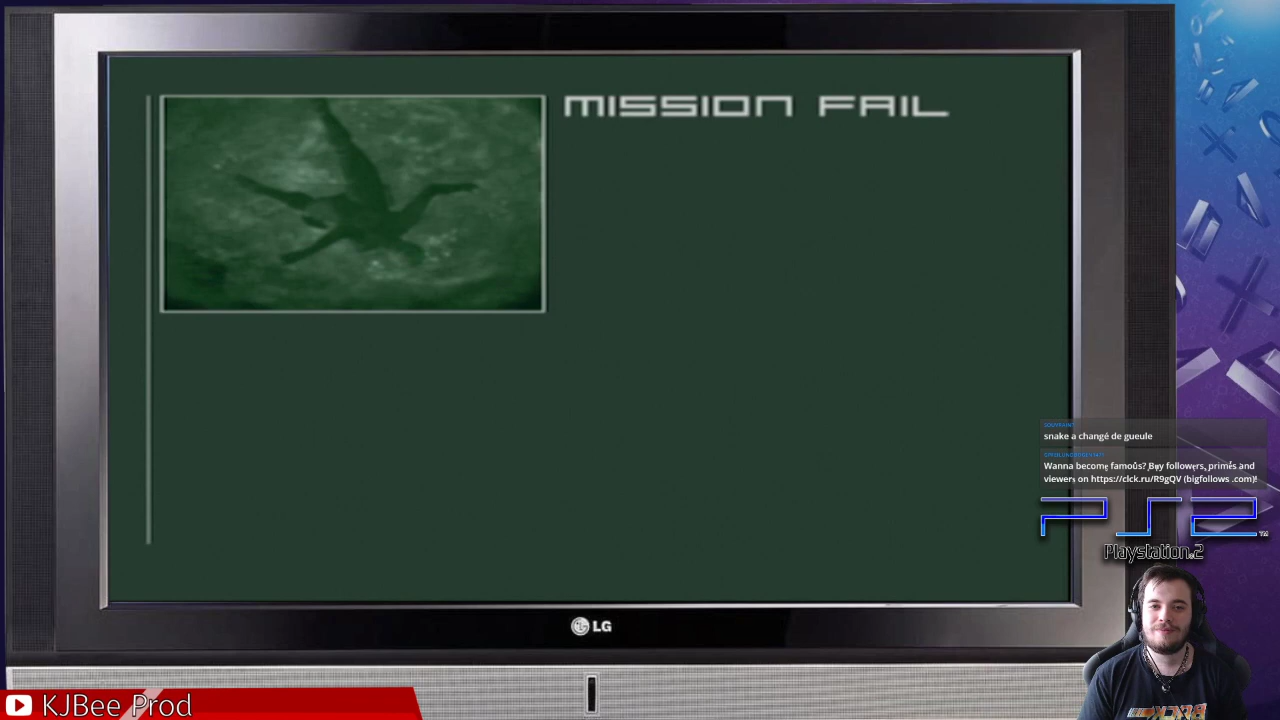 MISSION FAIL
snake a changé de gueule
Wanna become famous? Buy followers, primes and
viewers on https://clck.ru/R9gQV (bigfollows .com)!
PS2
TM
Playstation.2
LG
KJBee Prod